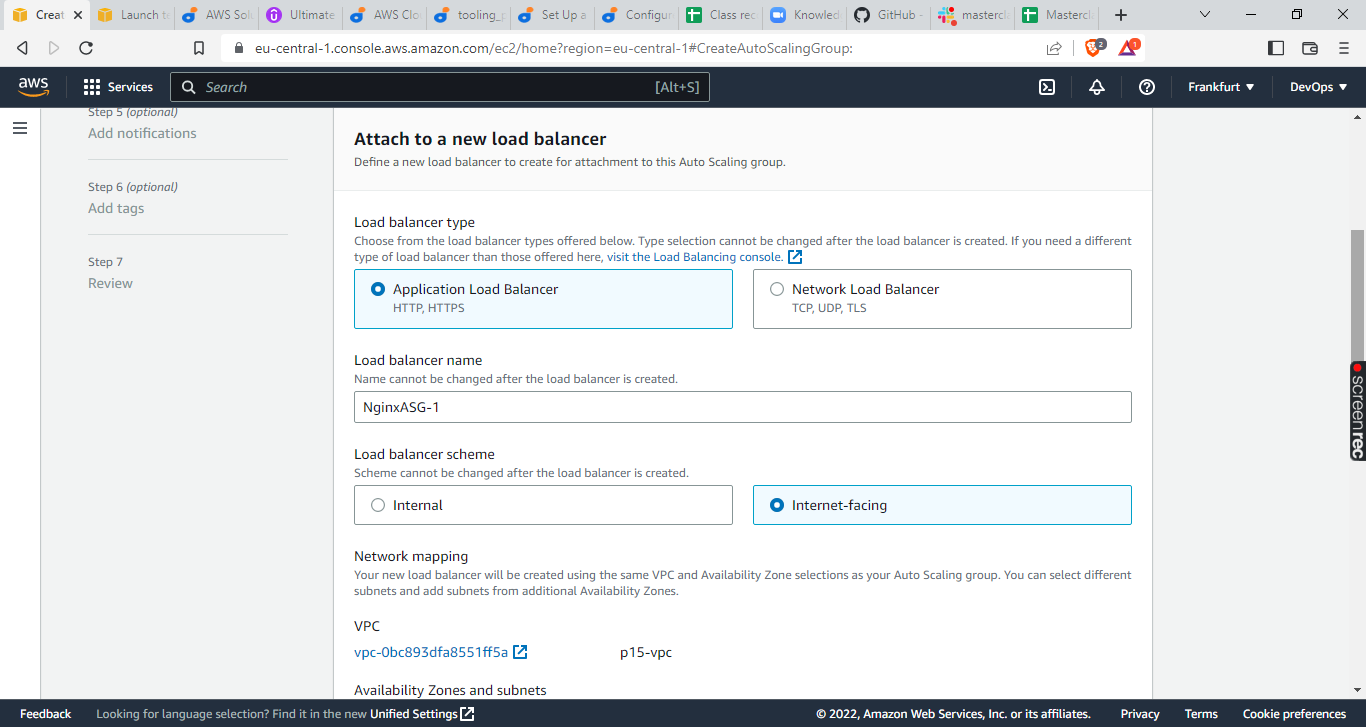 Creat
Launch te
AWS Solu
Ultimate
AWS Clo
tooling_p
Set Up a
Configur
Class rec
Knowled
GitHub -
mastercla
Mastercla
eu-central-1.console.aws.amazon.com/ec2/home?region=eu-central-1#CreateAutoScalingGroup:
2
1
aws
Services
Search
[Alt+S]
Frankfurt
DevOps
Step 5 (optional)
Add notifications
Step 6 (optional)
Add tags
Step 7
Review
Attach to a new load balancer
Define a new load balancer to create for attachment to this Auto Scaling group.
Load balancer type
Choose from the load balancer types offered below. Type selection cannot be changed after the load balancer is created. If you need a different
type of load balancer than those offered here, visit the Load Balancing console.
Application Load Balancer
HTTP, HTTPS
Network Load Balancer
TCP, UDP, TLS
Load balancer name
Name cannot be changed after the load balancer is created.
NginxASG-1
Load balancer scheme
Scheme cannot be changed after the load balancer is created.
Internal
Internet-facing
Network mapping
Your new load balancer will be created using the same VPC and Availability Zone selections as your Auto Scaling group. You can select different
subnets and add subnets from additional Availability Zones.
VPC
vpc-0bc893dfa8551ff5a
p15-vpc
Availability Zones and subnets
screenrec
Feedback
Looking for language selection? Find it in the new Unified Settings
© 2022, Amazon Web Services, Inc. or its affiliates.
Privacy
Terms
Cookie preferences